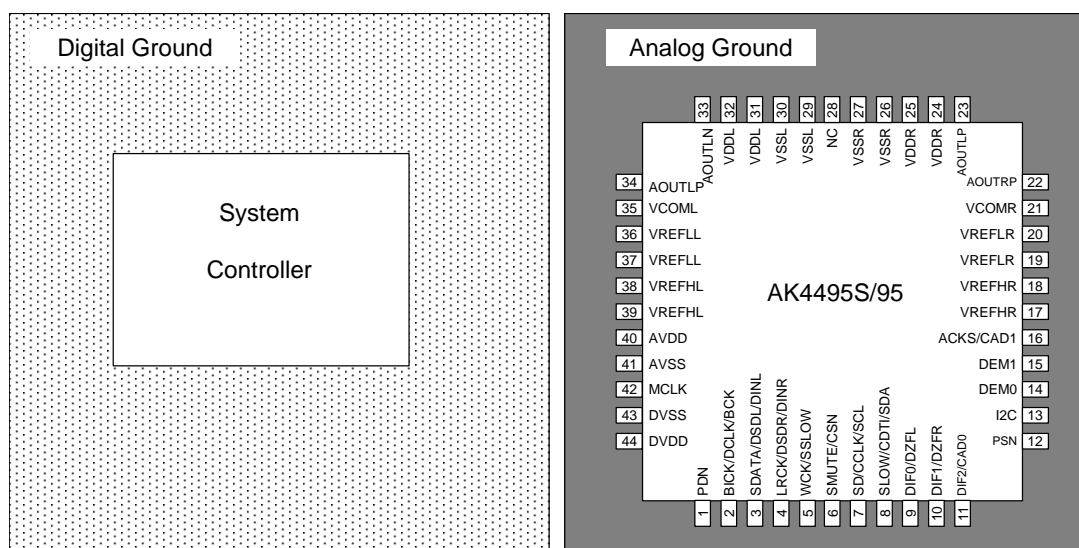 Digital Ground
Analog Ground
System
Controller
AK4495S/95
33
32
31
30
29
28
27
26
25
24
23
AOUTLN
VDDL
VDDL
VSSL
VSSL
NC
VSSR
VSSR
VDDR
VDDR
AOUTLP
34 AOUTLP
35 VCOML
36 VREFLL
37 VREFLL
38 VREFHL
39 VREFHL
40 AVDD
41 AVSS
42 MCLK
43 DVSS
44 DVDD
AOUTRP 22
VCOMR 21
VREFLR 20
VREFLR 19
VREFHR 18
VREFHR 17
ACKS/CAD1 16
DEM1 15
DEM0 14
I2C 13
PSN 12
PDN
BICK/DCLK/BCK
SDATA/DSDL/DINL
LRCK/DSDR/DINR
WCK/SSLOW
SMUTE/CSN
SD/CCLK/SCL
SLOW/CDTI/SDA
DIF0/DZFL
DIF1/DZFR
DIF2/CAD0
1
2
3
4
5
6
7
8
9
10
11